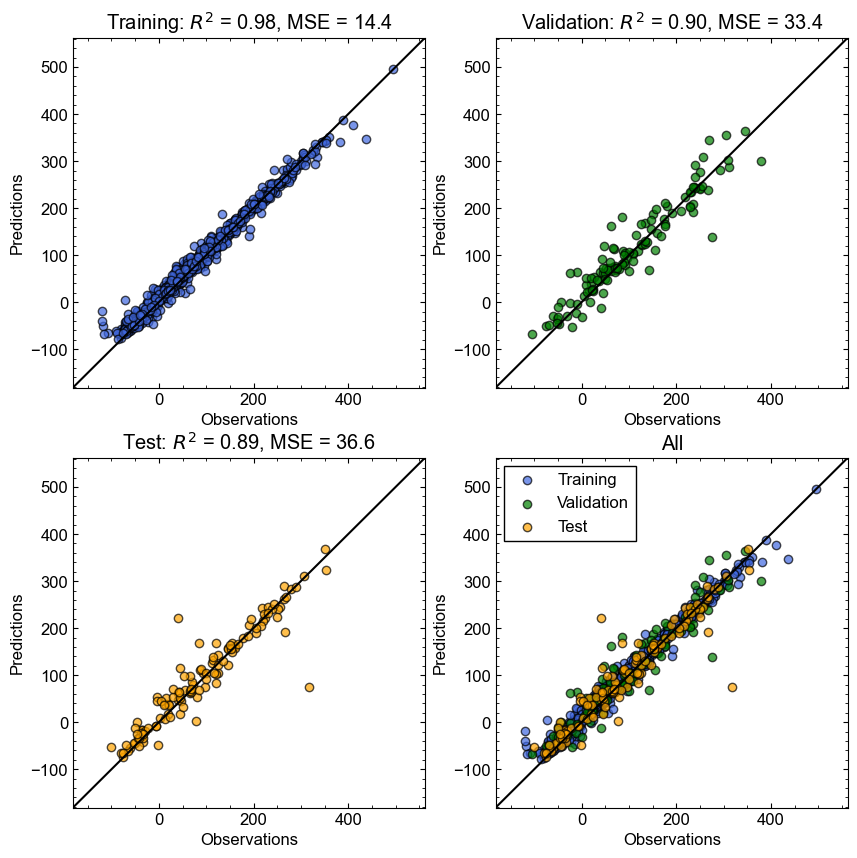 Training: R² = 0.98, MSE = 14.4
500
400
300
200
100
0
−100
Predictions
0 200 400
Observations
Validation: R² = 0.90, MSE = 33.4
500
400
300
200
100
0
−100
Predictions
0 200 400
Observations
Test: R² = 0.89, MSE = 36.6
500
400
300
200
100
0
−100
Predictions
0 200 400
Observations
All
Training
Validation
Test
500
400
300
200
100
0
−100
Predictions
0 200 400
Observations